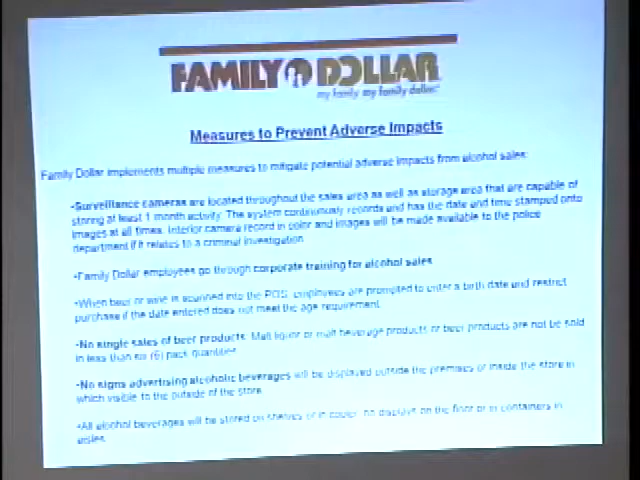 FAMILY DOLLAR
my family, my family dollar.
Measures to Prevent Adverse Impacts
Family Dollar implements multiple measures to mitigate potential adverse impacts from alcohol sales:
•Surveillance cameras are located throughout the sales area as well as storage area that are capable of
storing at least 1 month activity. The system continuously records and has the date and time stamped onto
images at all times. Interior camera record in color and images will be made available to the police
department if it relates to a criminal investigation.
•Family Dollar employees go through corporate training for alcohol sales
•When beer or wine is scanned into the POS, employees are prompted to enter a birth date and restrict
purchase if the date entered does not meet the age requirement.
•No single sales of beer products. Malt liquor or malt beverage products or beer products are not be sold
in less than six (6) pack quantities.
•No signs advertising alcoholic beverages will be displayed outside the premises or inside the store in
which visible to the outside of the store.
•All alcohol beverages will be stored on shelves or in cooler, no displays on the floor or in containers in
aisles.